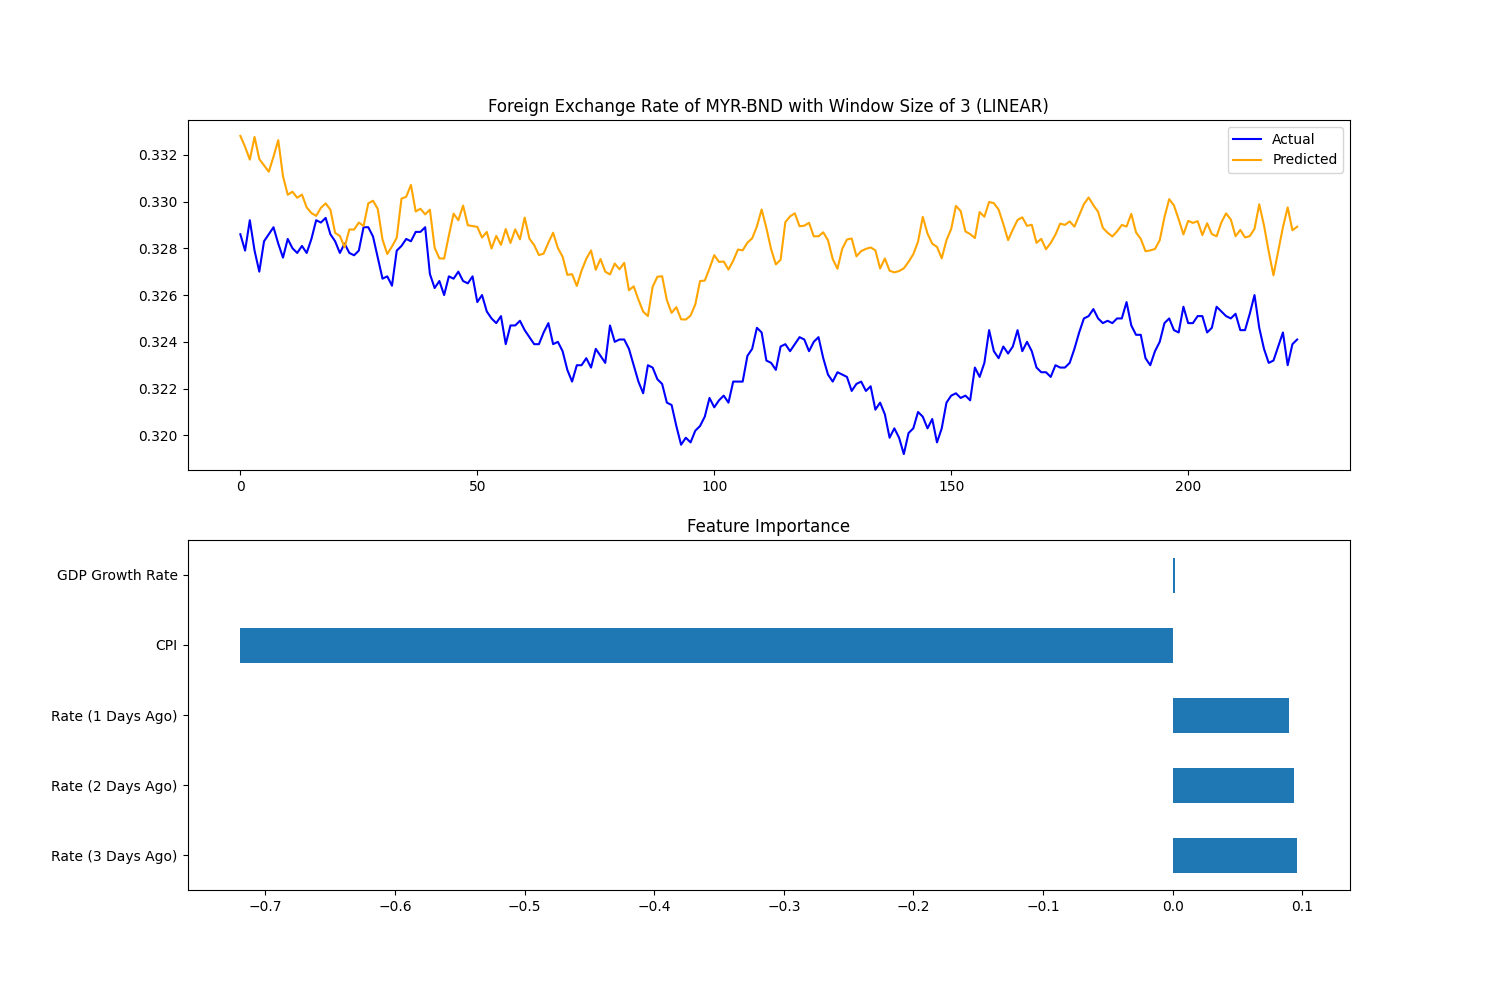 Foreign Exchange Rate of MYR-BND with Window Size of 3 (LINEAR)
Actual
Predicted
0.332
0.330
0.328
0.326
0.324
0.322
0.320
0 50 100 150 200
Feature Importance
GDP Growth Rate
CPI
Rate (1 Days Ago)
Rate (2 Days Ago)
Rate (3 Days Ago)
−0.7 −0.6 −0.5 −0.4 −0.3 −0.2 −0.1 0.0 0.1